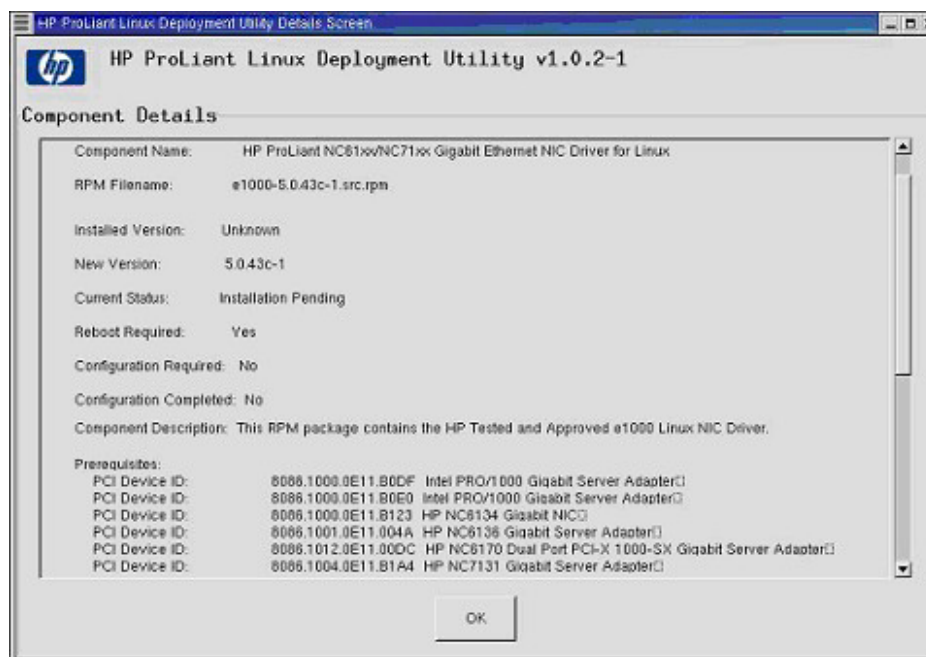 HP ProLiant Linux Deployment Utility Details Screen
hp
HP ProLiant Linux Deployment Utility v1.0.2-1
Component Details
Component Name: HP ProLiant NC61xx/NC71xx Gigabit Ethernet NIC Driver for Linux
RPM Filename: e1000-5.0.43c-1.src.rpm
Installed Version: Unknown
New Version: 5.0.43c-1
Current Status: Installation Pending
Reboot Required: Yes
Configuration Required: No
Configuration Completed: No
Component Description: This RPM package contains the HP Tested and Approved e1000 Linux NIC Driver.
Prerequisites:
PCI Device ID: 8086.1000.0E11.B0DF Intel PRO/1000 Gigabit Server Adapter
PCI Device ID: 8086.1000.0E11.B0E0 Intel PRO/1000 Gigabit Server Adapter
PCI Device ID: 8086.1000.0E11.B123 HP NC6134 Gigabit NIC
PCI Device ID: 8086.1001.0E11.004A HP NC6136 Gigabit Server Adapter
PCI Device ID: 8086.1012.0E11.00DC HP NC6170 Dual Port PCI-X 1000-SX Gigabit Server Adapter
PCI Device ID: 8086.1004.0E11.B1A4 HP NC7131 Gigabit Server Adapter
OK